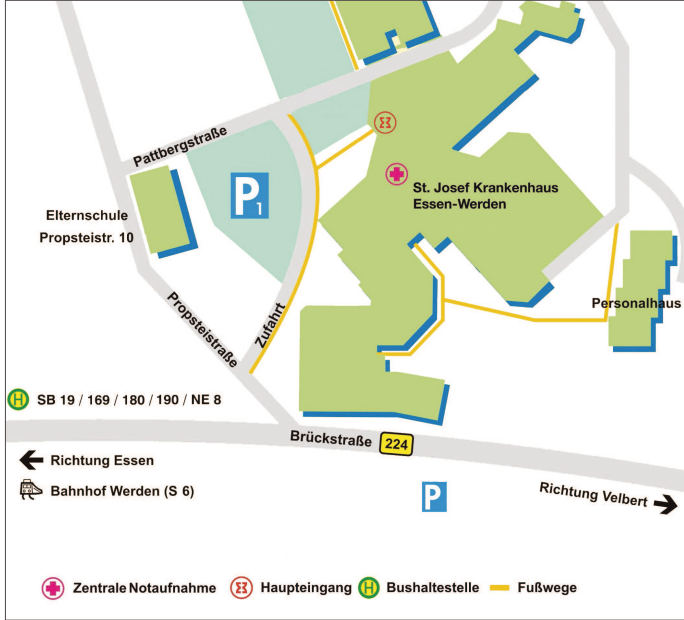 Pattbergstraße
P1
St. Josef Krankenhaus
Essen-Werden
Elternschule
Propsteistr. 10
Propsteistraße
Zufahrt
Personalhaus
H SB 19 / 169 / 180 / 190 / NE 8
Brückstraße 224
Richtung Essen
Bahnhof Werden (S 6)
P
Richtung Velbert
Zentrale Notaufnahme
Haupteingang
H Bushaltestelle
Fußwege